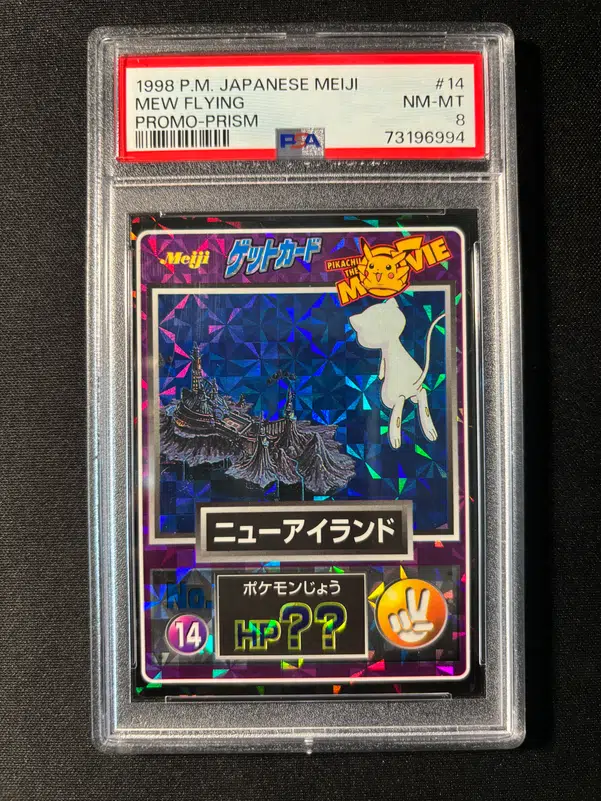 1998 P.M. JAPANESE MEIJI #14
MEW FLYING NM-MT
PROMO-PRISM 8
PSA 73196994
Meiji ゲットカード PIKACHU THE MOVIE
ニューアイランド
No. ポケモンじょう
14 HP??